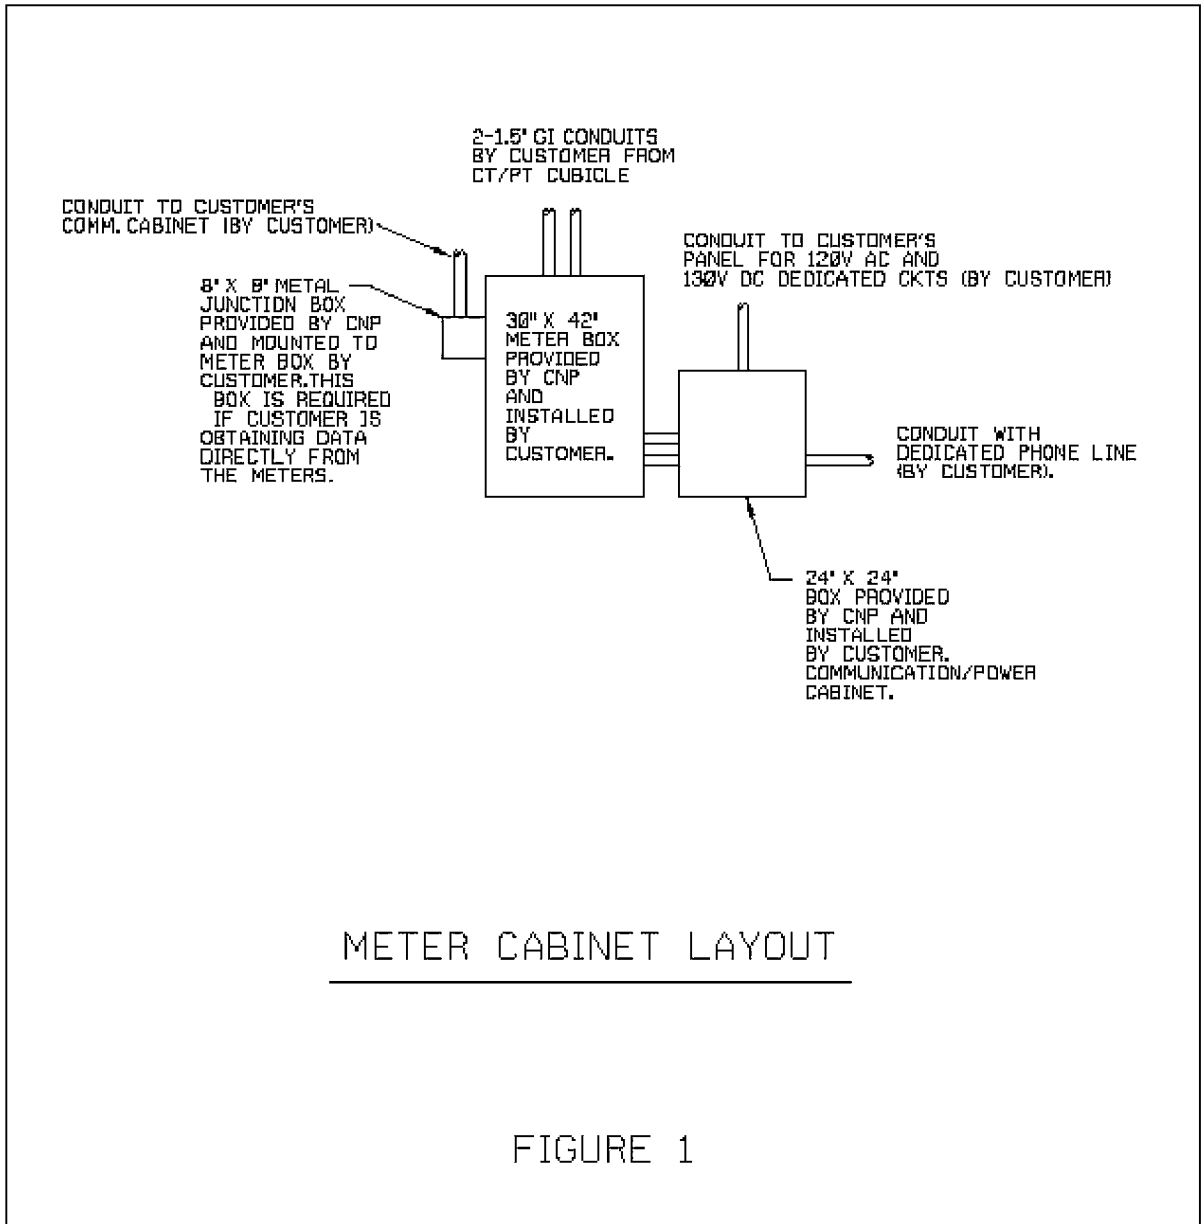 2-1.5" GI CONDUITS
BY CUSTOMER FROM
CT/PT CUBICLE
CONDUIT TO CUSTOMER'S
COMM. CABINET (BY CUSTOMER)
CONDUIT TO CUSTOMER'S
PANEL FOR 120V AC AND
130V DC DEDICATED CKTS (BY CUSTOMER)
8" X 8" METAL
JUNCTION BOX
PROVIDED BY CNP
AND MOUNTED TO
METER BOX BY
CUSTOMER.THIS
BOX IS REQUIRED
IF CUSTOMER IS
OBTAINING DATA
DIRECTLY FROM
THE METERS.
30" X 42"
METER BOX
PROVIDED
BY CNP
AND
INSTALLED
BY
CUSTOMER.
CONDUIT WITH
DEDICATED PHONE LINE
(BY CUSTOMER).
24" X 24"
BOX PROVIDED
BY CNP AND
INSTALLED
BY CUSTOMER.
COMMUNICATION/POWER
CABINET.
METER CABINET LAYOUT
FIGURE 1